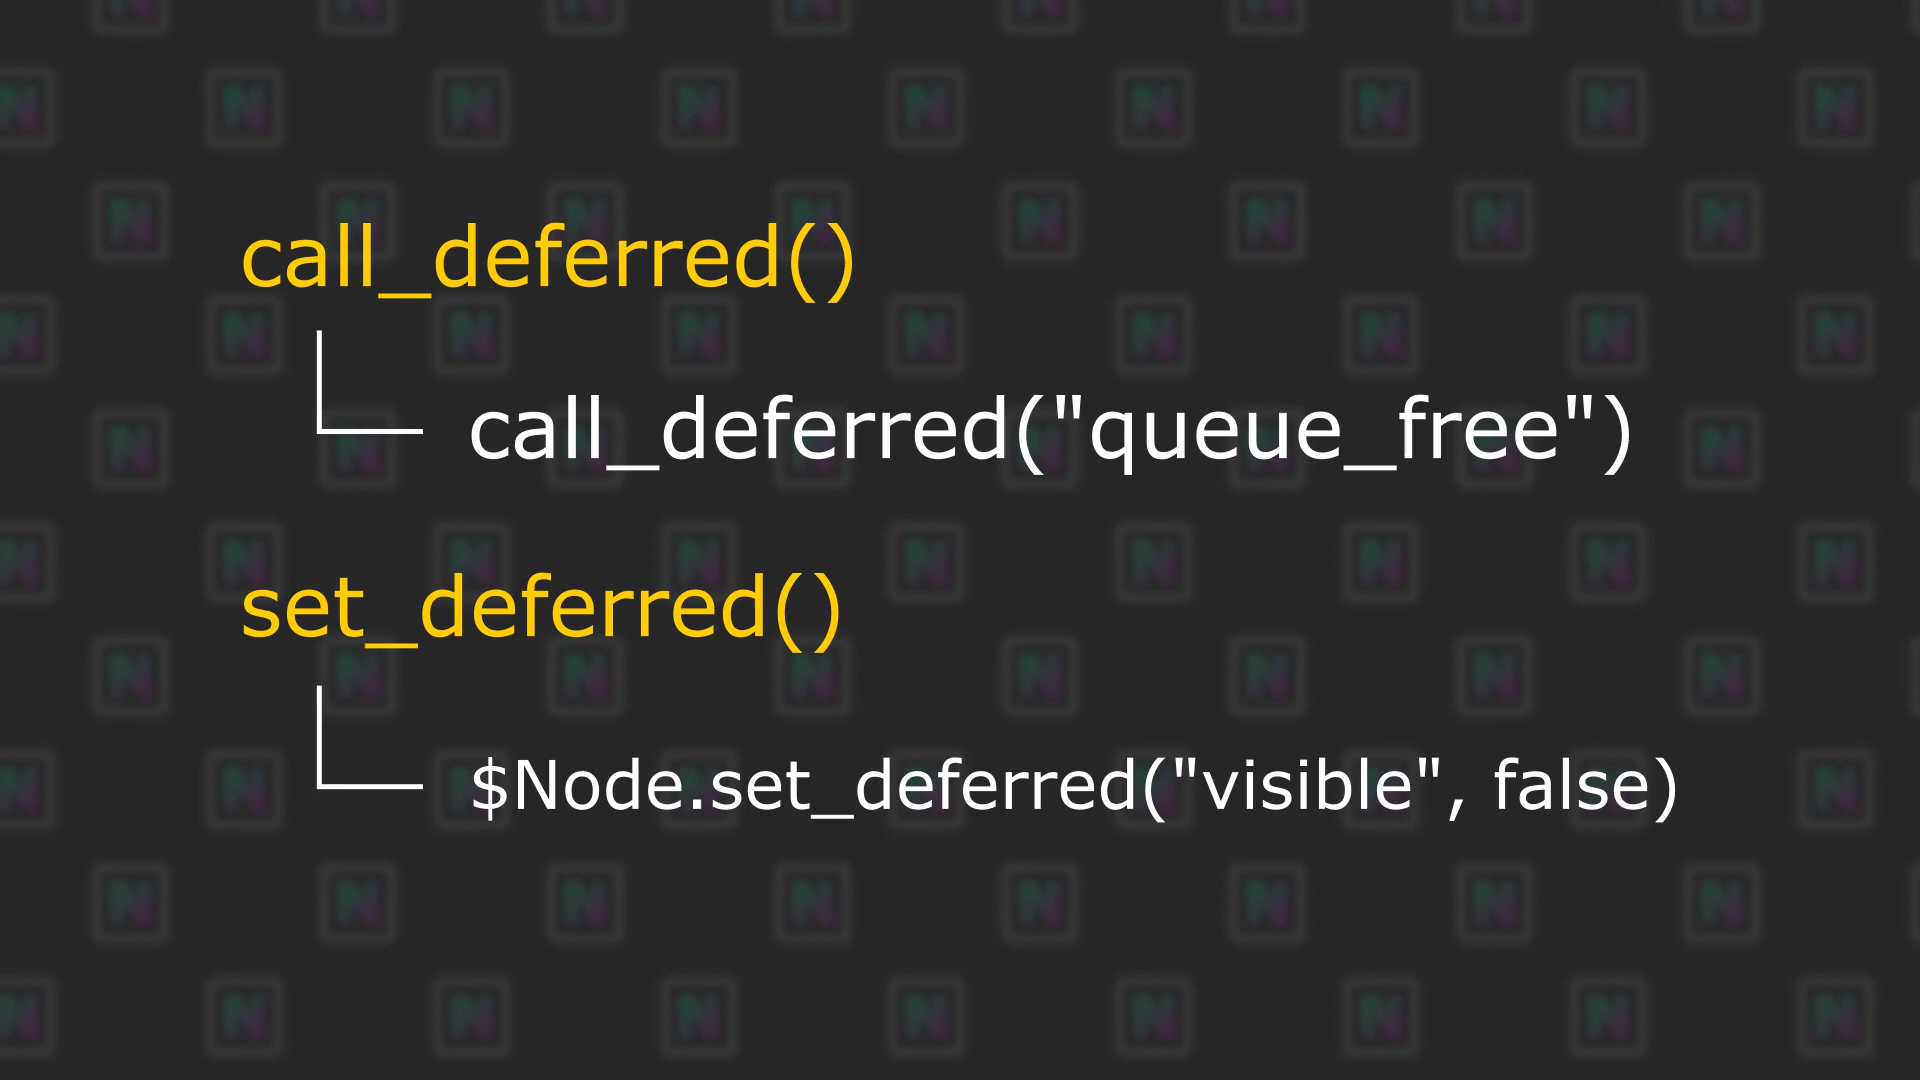 call_deferred()
call_deferred("queue_free")
set_deferred()
$Node.set_deferred("visible", false)